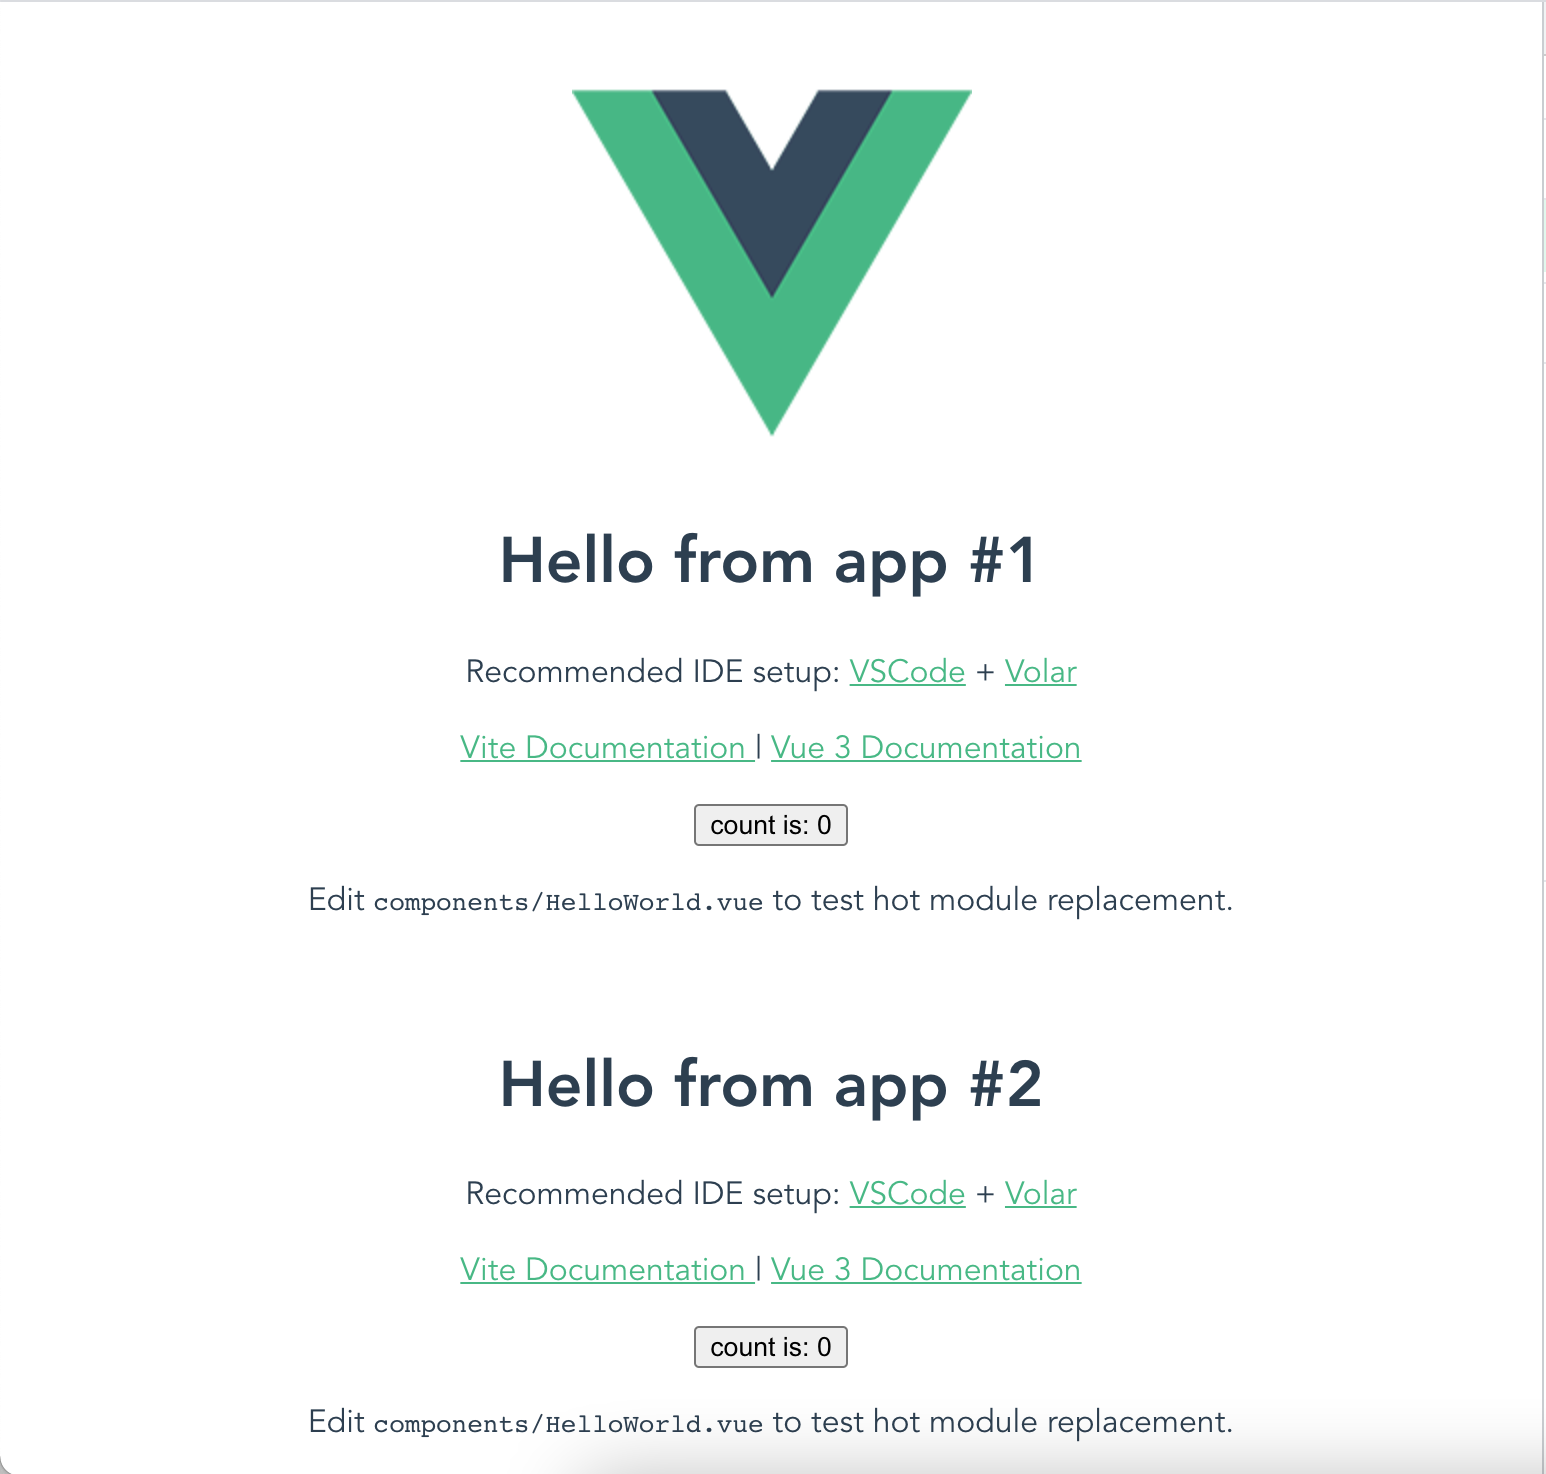 Hello from app #1
Recommended IDE setup: VSCode + Volar
Vite Documentation | Vue 3 Documentation
count is: 0
Edit components/HelloWorld.vue to test hot module replacement.
Hello from app #2
Recommended IDE setup: VSCode + Volar
Vite Documentation | Vue 3 Documentation
count is: 0
Edit components/HelloWorld.vue to test hot module replacement.